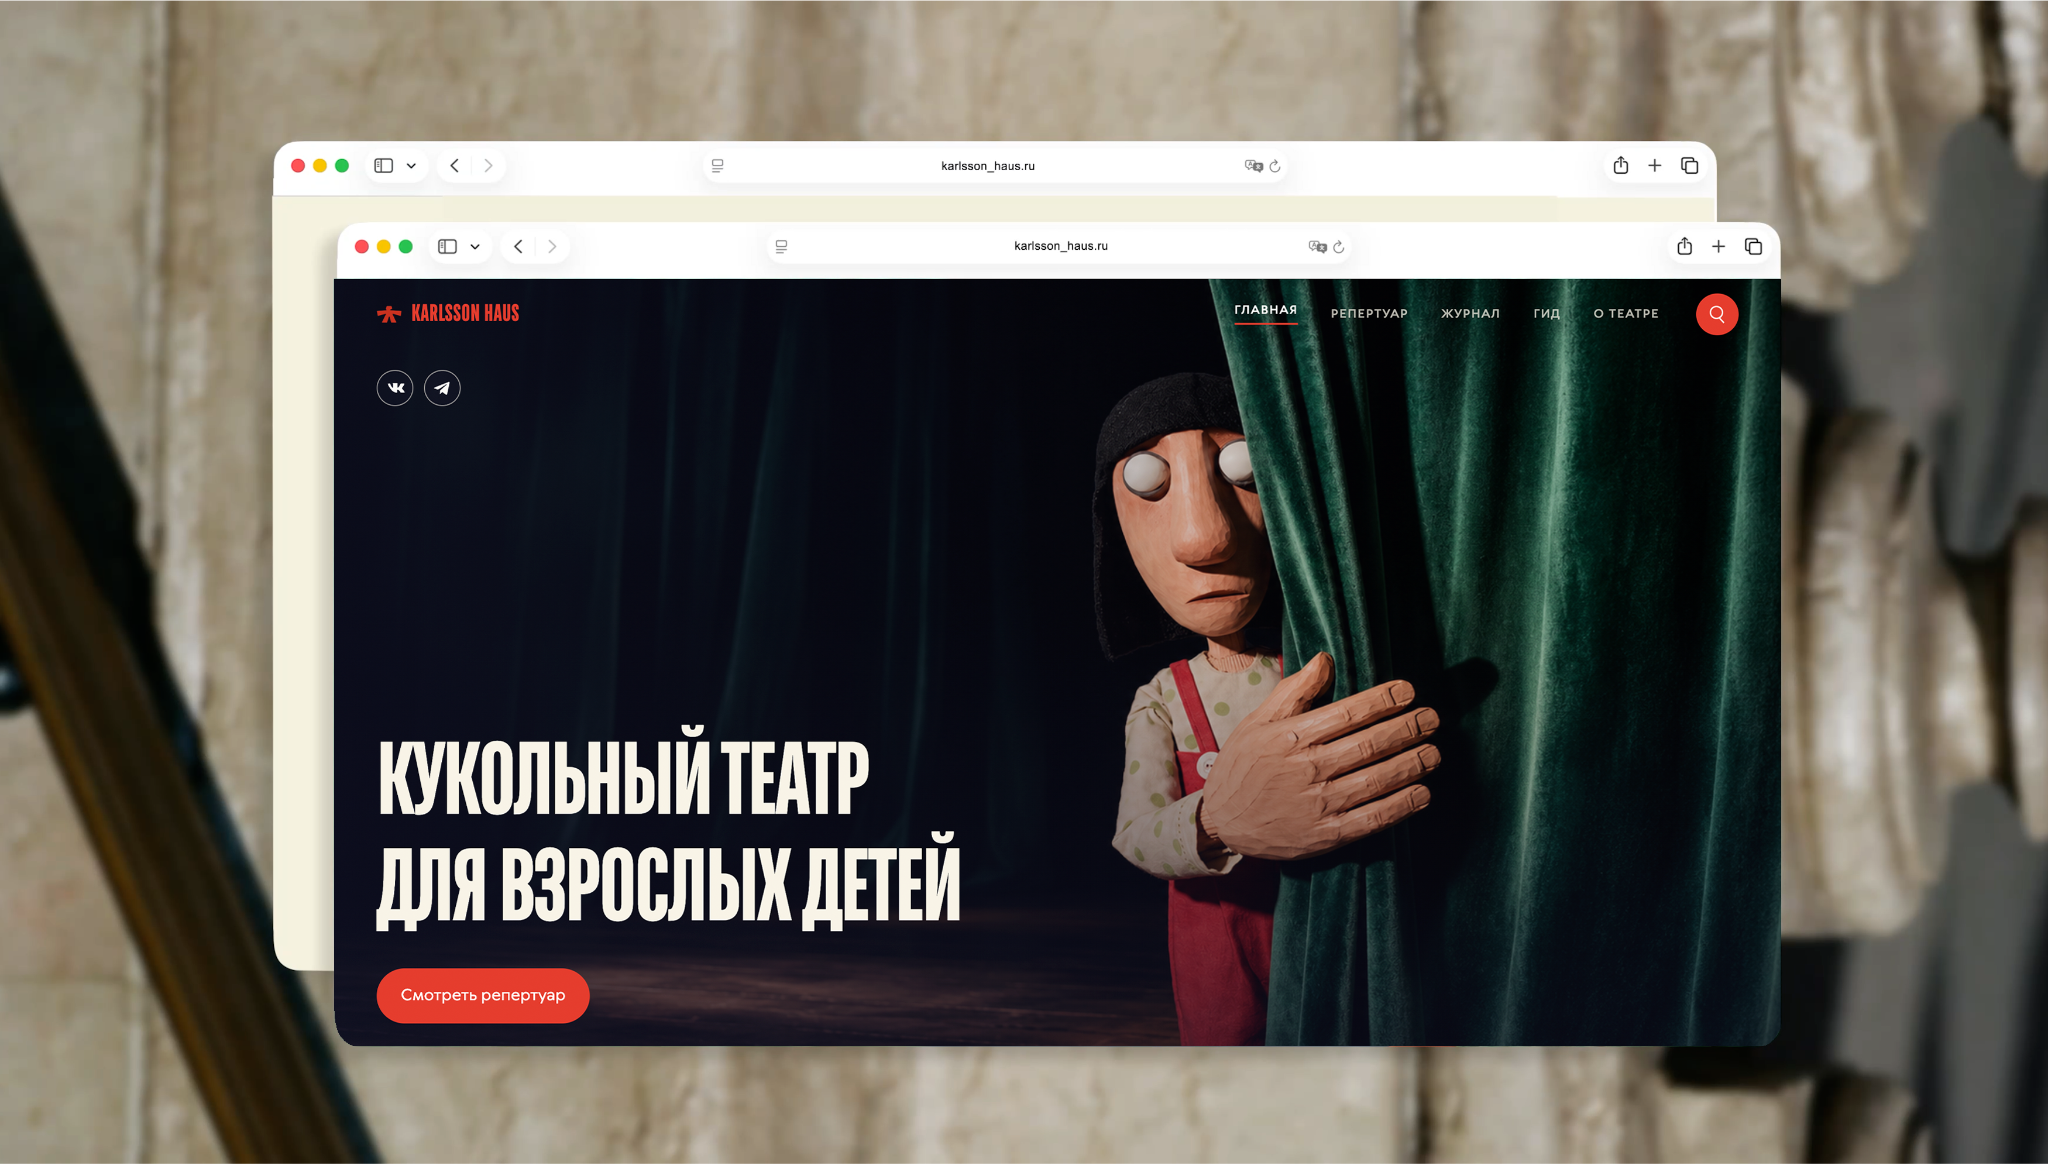 karlsson_haus.ru
karlsson_haus.ru
KARLSSON HAUS
ГЛАВНАЯ
РЕПЕРТУАР
ЖУРНАЛ
ГИД
О ТЕАТРЕ
КУКОЛЬНЫЙ ТЕАТР
ДЛЯ ВЗРОСЛЫХ ДЕТЕЙ
Смотреть репертуар